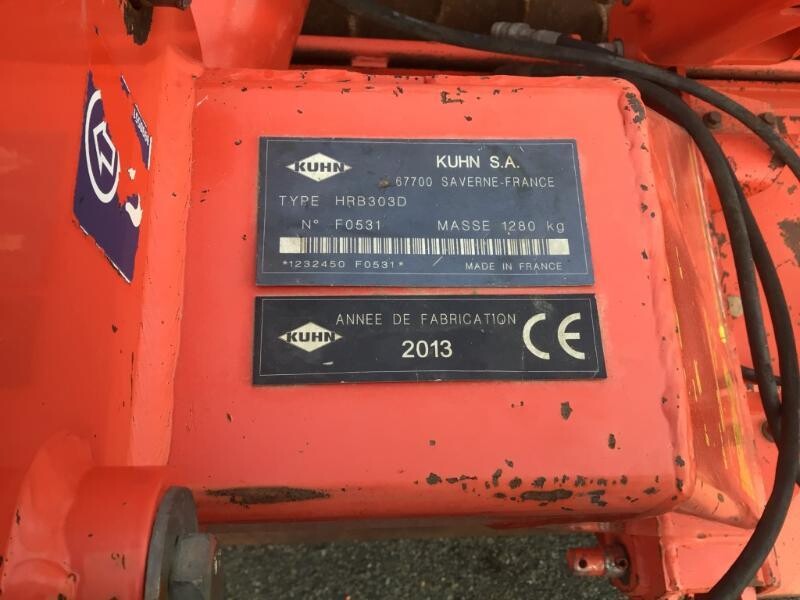 KUHN
KUHN S.A.
67700 SAVERNE-FRANCE
TYPE HRB303D
N° F0531 MASSE 1280 kg
*1232450 F0531* MADE IN FRANCE
KUHN
ANNEE DE FABRICATION
2013
CE